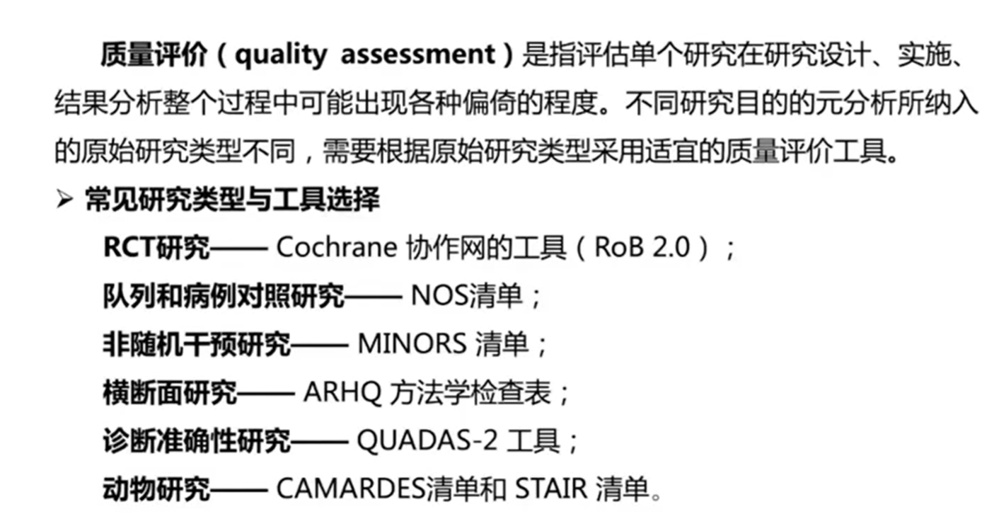 质量评价（quality assessment）是指评估单个研究在研究设计、实施、
结果分析整个过程中可能出现各种偏倚的程度。不同研究目的的元分析所纳入
的原始研究类型不同，需要根据原始研究类型采用适宜的质量评价工具。
➢ 常见研究类型与工具选择
RCT研究—— Cochrane 协作网的工具（RoB 2.0）；
队列和病例对照研究—— NOS清单；
非随机干预研究—— MINORS 清单；
横断面研究—— ARHQ 方法学检查表；
诊断准确性研究—— QUADAS-2 工具；
动物研究—— CAMARDES清单和 STAIR 清单。